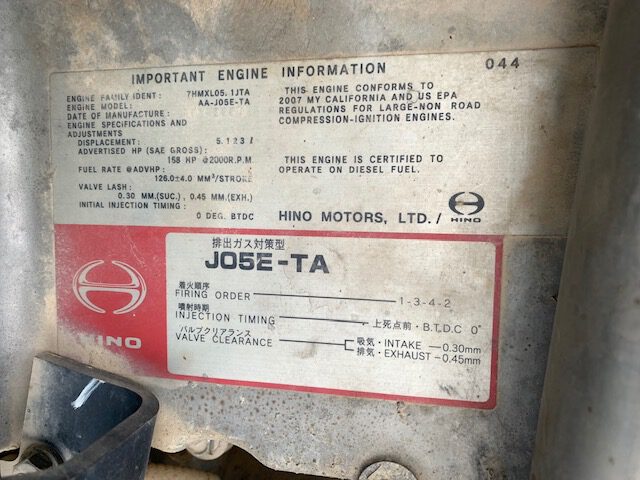 IMPORTANT ENGINE INFORMATION 044
ENGINE FAMILY IDENT: 7HMXL05.1JTA
ENGINE MODEL: AA-J05E-TA
DATE OF MANUFACTURE:
ENGINE SPECIFICATIONS AND
ADJUSTMENTS
DISPLACEMENT: 5.123ℓ
ADVERTISED HP (SAE GROSS):
158 HP @2000R.P.M
FUEL RATE @ADVHP:
126.0±4.0 MM³/STROKE
VALVE LASH:
0.30 MM.(SUC.), 0.45 MM.(EXH.)
INITIAL INJECTION TIMING:
0 DEG. BTDC
THIS ENGINE CONFORMS TO
2007 MY CALIFORNIA AND US EPA
REGULATIONS FOR LARGE-NON ROAD
COMPRESSION-IGNITION ENGINES.
THIS ENGINE IS CERTIFIED TO
OPERATE ON DIESEL FUEL.
HINO MOTORS, LTD./ HINO
HINO
排出ガス対策型
J05E-TA
着火順序
FIRING ORDER 1-3-4-2
噴射時期
INJECTION TIMING 上死点前・B.T.D.C 0°
バルブクリアランス
VALVE CLEARANCE 吸気・INTAKE —0.30mm
排気・EXHAUST —0.45mm